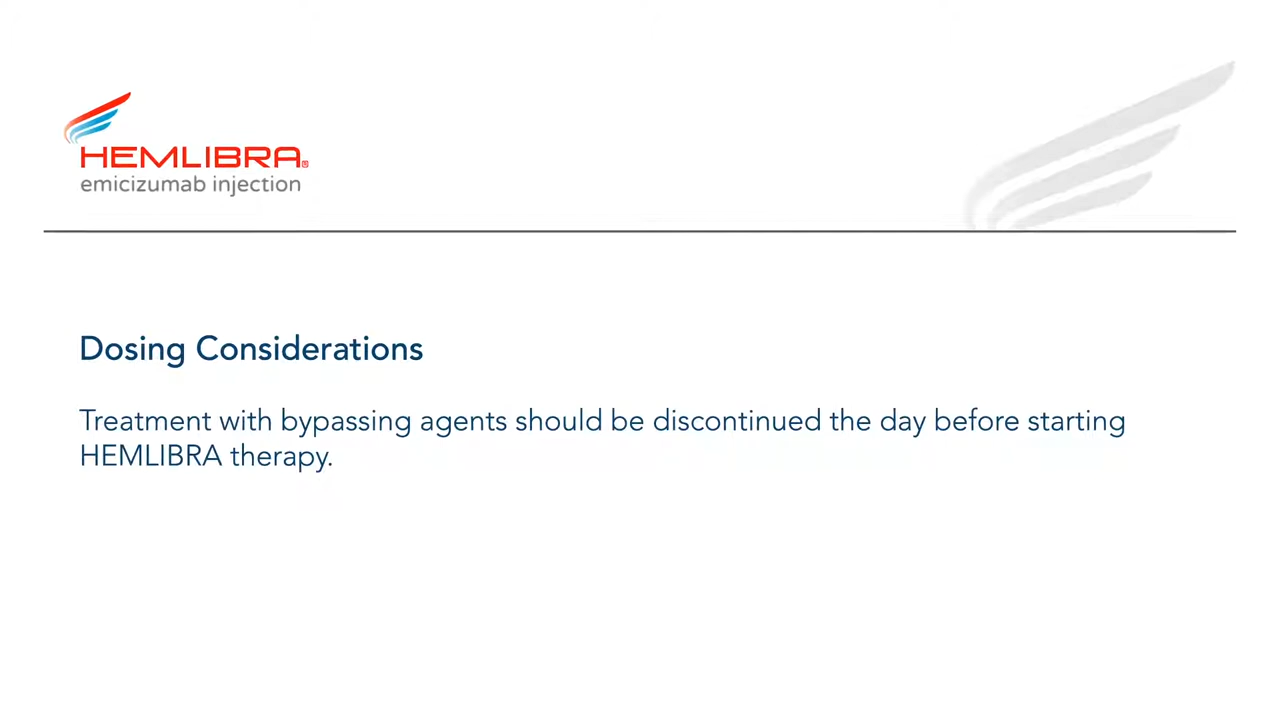 HEMLIBRA®
emicizumab injection
Dosing Considerations
Treatment with bypassing agents should be discontinued the day before starting
HEMLIBRA therapy.